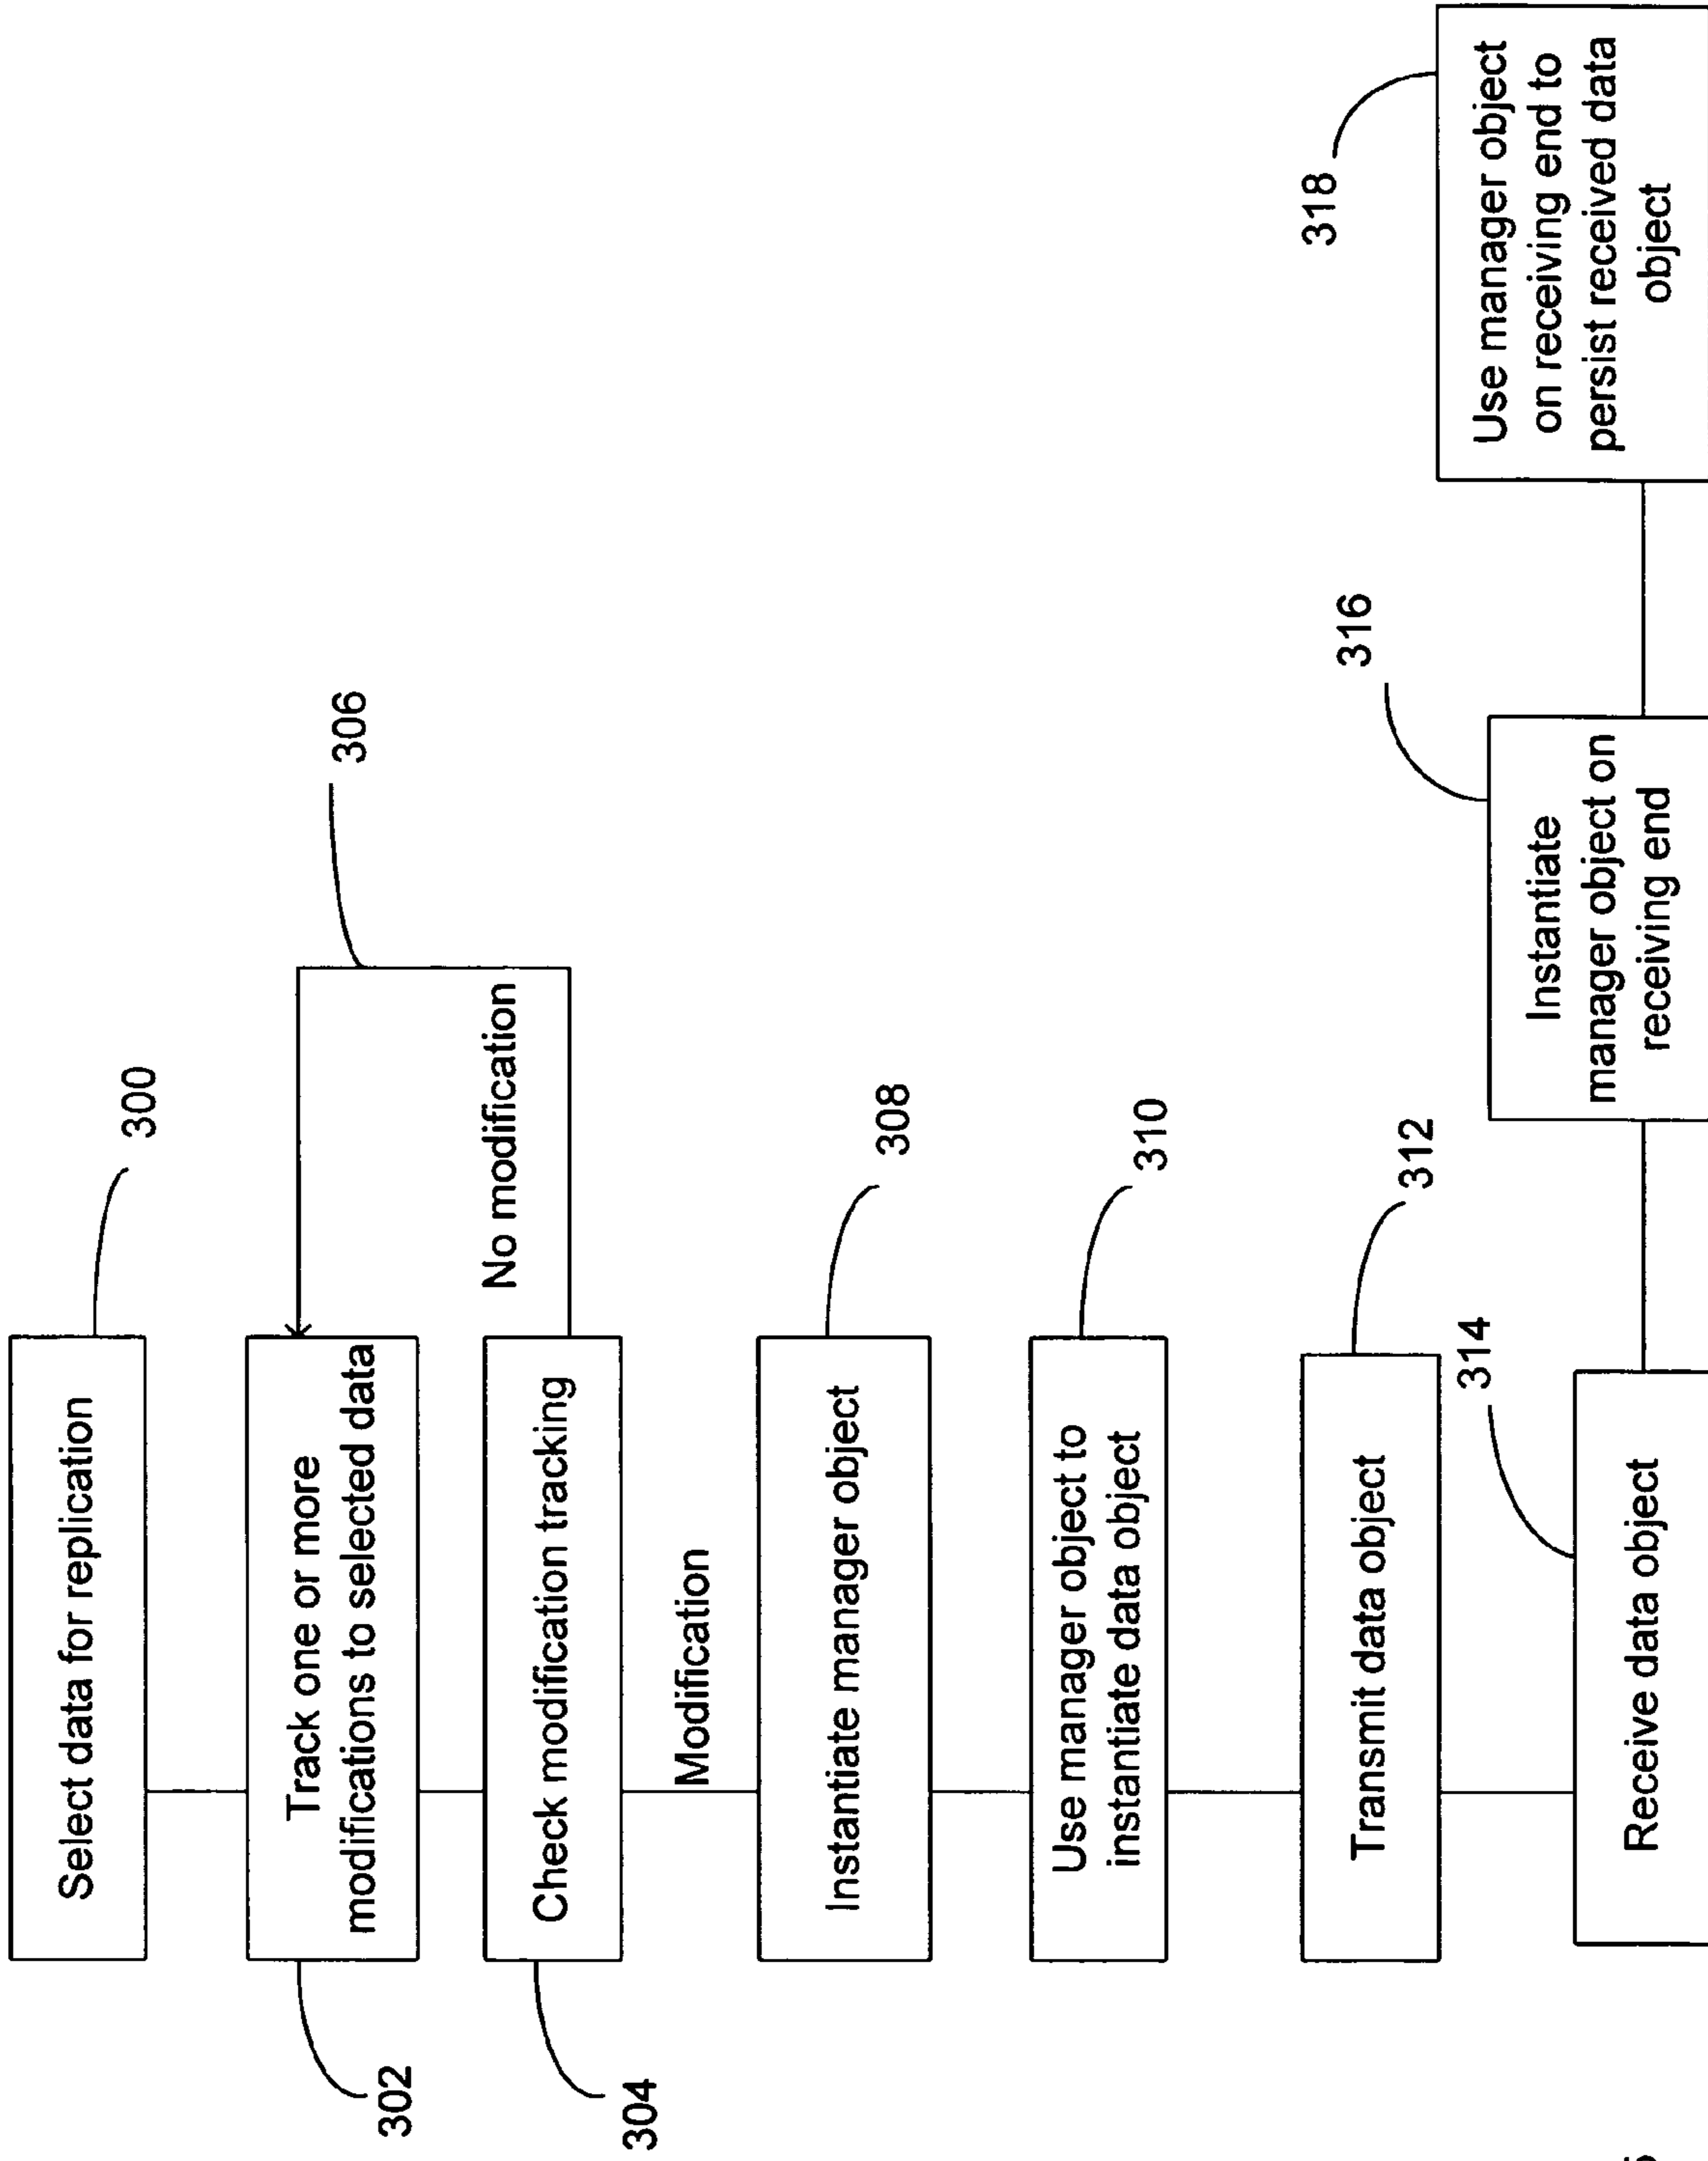 Select data for replication
300
Track one or more
modifications to selected data
302
306
No modification
Check modification tracking
304
Modification
Instantiate manager object
308
Use manager object to
instantiate data object
310
Transmit data object
312
Receive data object
314
Instantiate
manager object on
receiving end
316
Use manager object
on receiving end to
persist received data
object
318